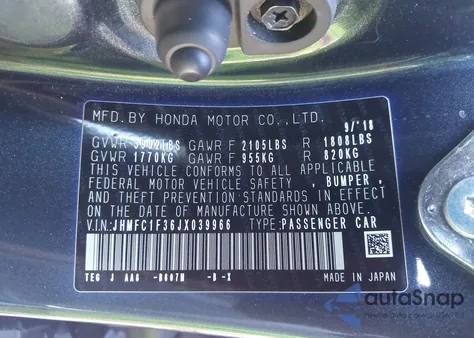 MFD.BY HONDA MOTOR CO.,LTD.
9/'18
GVWR 3902LBS GAWR F 2105LBS R 1808LBS
GVWR 1770KG GAWR F 955KG R 820KG
THIS VEHICLE CONFORMS TO ALL APPLICABLE
FEDERAL MOTOR VEHICLE SAFETY , BUMPER ,
AND THEFT PREVENTION STANDARDS IN EFFECT
ON THE DATE OF MANUFACTURE SHOWN ABOVE.
V.I.N:JHMFC1F36JX039966 TYPE:PASSENGER CAR
MADE IN JAPAN
autoSnap